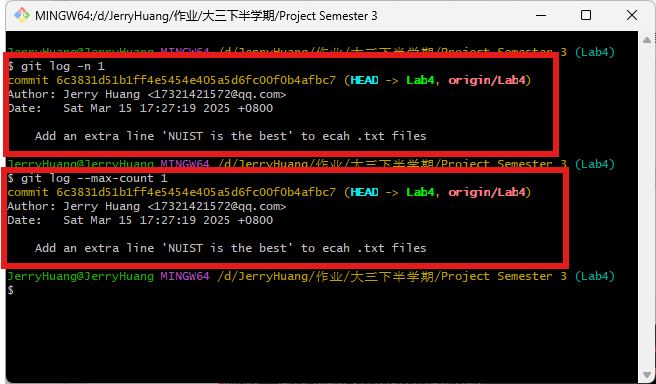 MINGW64:/d/JerryHuang/作业/大三下半学期/Project Semester 3
JerryHuang@JerryHuang MINGW64 /d/JerryHuang/作业/大三下半学期/Project Semester 3 (Lab4)
$ git log -n 1
commit 6c3831d51b1ff4e5454e405a5d6fc00f0b4afbc7 (HEAD -> Lab4, origin/Lab4)
Author: Jerry Huang <17321421572@qq.com>
Date:   Sat Mar 15 17:27:19 2025 +0800
Add an extra line 'NUIST is the best' to ecah .txt files
JerryHuang@JerryHuang MINGW64 /d/JerryHuang/作业/大三下半学期/Project Semester 3 (Lab4)
$ git log --max-count 1
commit 6c3831d51b1ff4e5454e405a5d6fc00f0b4afbc7 (HEAD -> Lab4, origin/Lab4)
Author: Jerry Huang <17321421572@qq.com>
Date:   Sat Mar 15 17:27:19 2025 +0800
Add an extra line 'NUIST is the best' to ecah .txt files
JerryHuang@JerryHuang MINGW64 /d/JerryHuang/作业/大三下半学期/Project Semester 3 (Lab4)
$